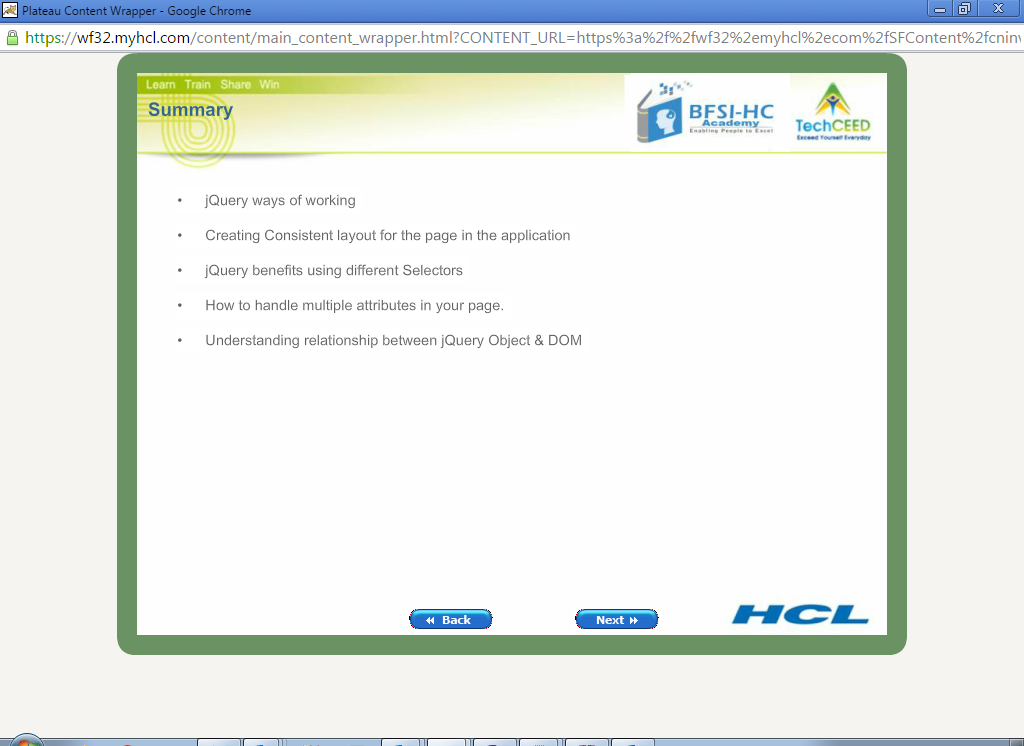 Plateau Content Wrapper - Google Chrome
https://wf32.myhcl.com/content/main_content_wrapper.html?CONTENT_URL=https%3a%2f%2fwf32%2emyhcl%2ecom%2fSFContent%2fcninv
Learn Train Share Win
Summary
BFSI-HC
Academy
Enabling People to Excel
TechCEED
Exceed Yourself Everyday
• jQuery ways of working
• Creating Consistent layout for the page in the application
• jQuery benefits using different Selectors
• How to handle multiple attributes in your page.
• Understanding relationship between jQuery Object & DOM
Back
Next
HCL